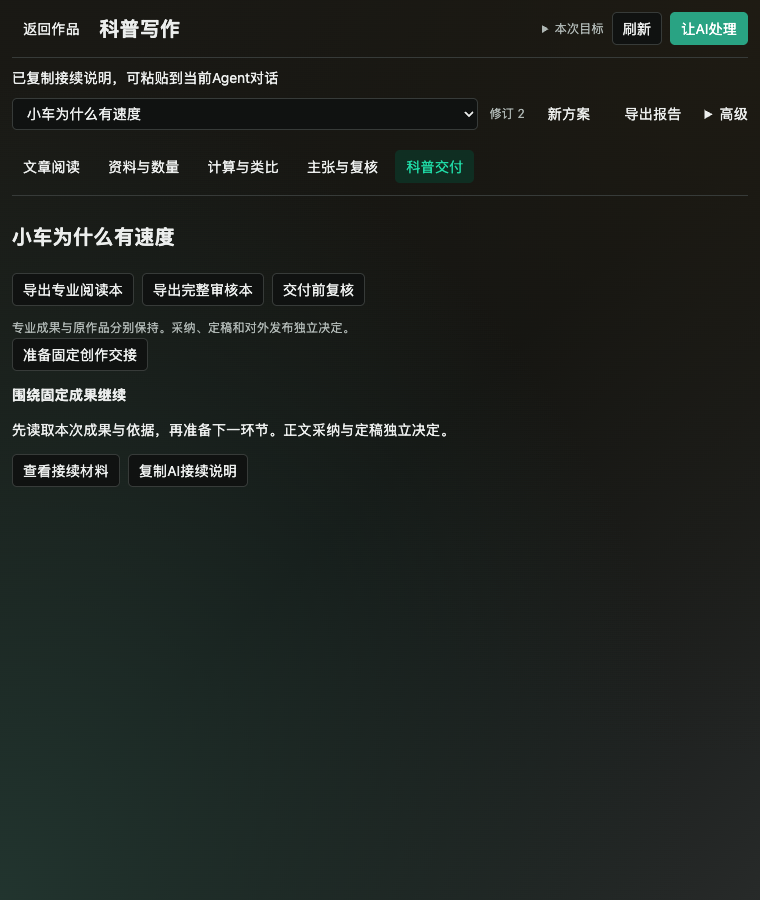 返回作品 科普写作 ▶ 本次目标 刷新 让AI处理
已复制接续说明，可粘贴到当前Agent对话
小车为什么有速度 修订 2 新方案 导出报告 ▶ 高级
文章阅读 资料与数量 计算与类比 主张与复核 科普交付
小车为什么有速度
导出专业阅读本 导出完整审核本 交付前复核
专业成果与原作品分别保持。采纳、定稿和对外发布独立决定。
准备固定创作交接
围绕固定成果继续
先读取本次成果与依据，再准备下一环节。正文采纳与定稿独立决定。
查看接续材料 复制AI接续说明